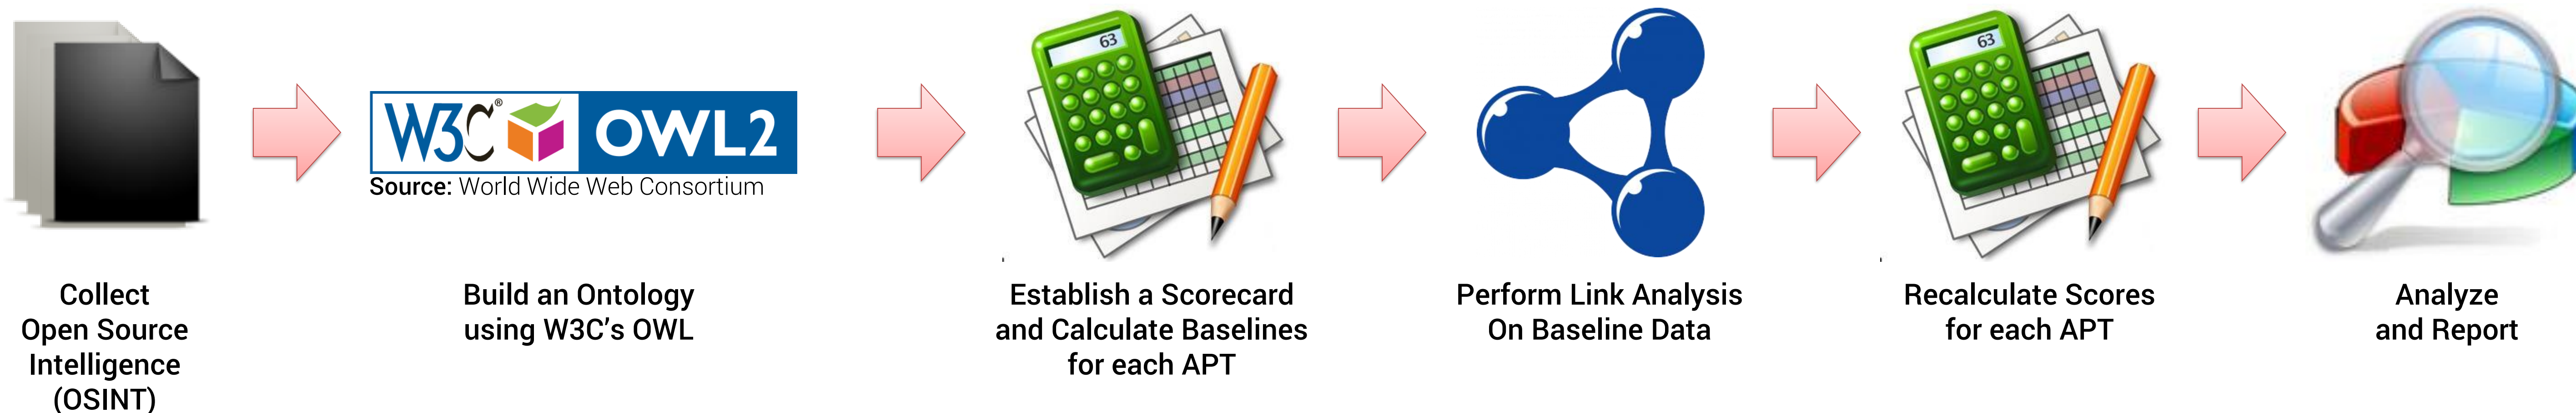 W3C® OWL2
Source: World Wide Web Consortium
63
63
Collect
Open Source
Intelligence
(OSINT)
Build an Ontology
using W3C's OWL
Establish a Scorecard
and Calculate Baselines
for each APT
Perform Link Analysis
On Baseline Data
Recalculate Scores
for each APT
Analyze
and Report